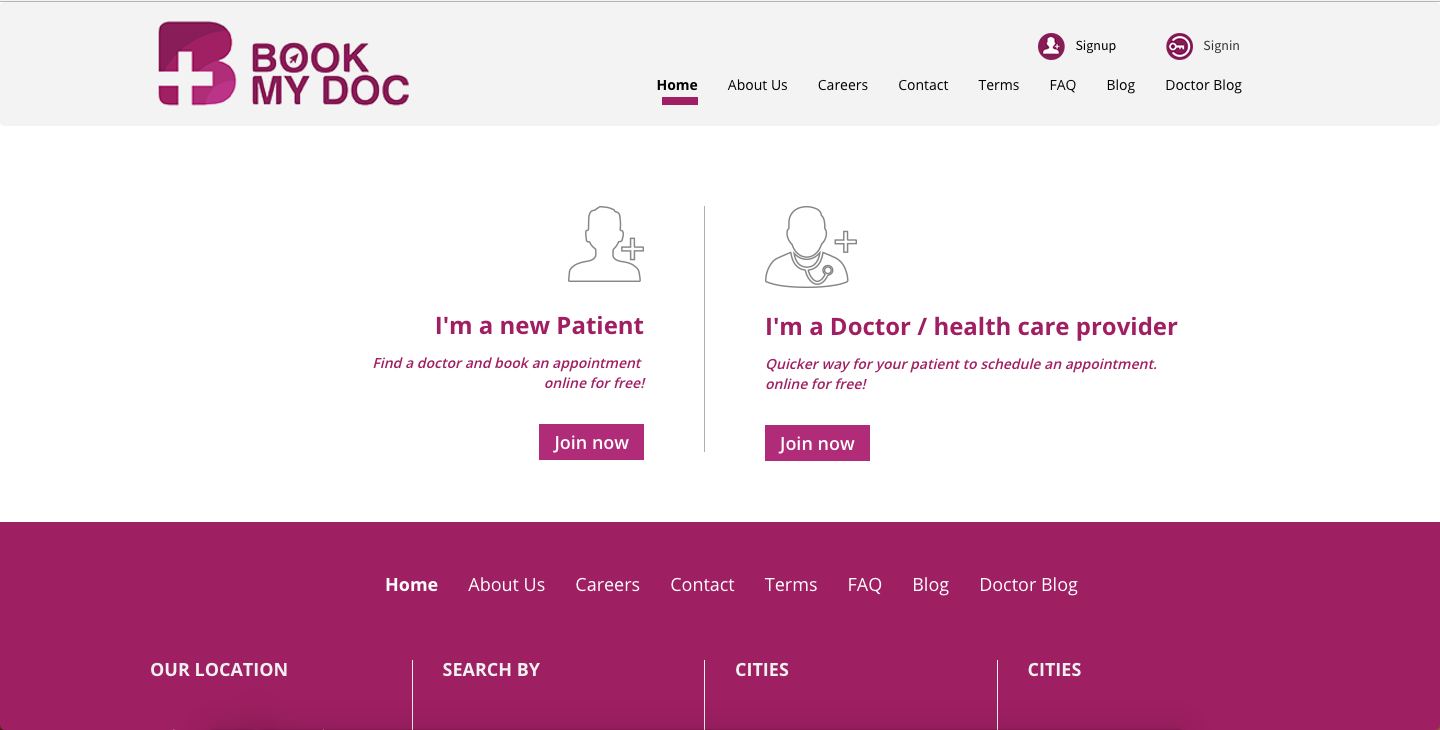 BOOK
MY DOC
Signup
Signin
Home
About Us
Careers
Contact
Terms
FAQ
Blog
Doctor Blog
I'm a new Patient
Find a doctor and book an appointment
online for free!
Join now
I'm a Doctor / health care provider
Quicker way for your patient to schedule an appointment.
online for free!
Join now
Home
About Us
Careers
Contact
Terms
FAQ
Blog
Doctor Blog
OUR LOCATION
SEARCH BY
CITIES
CITIES